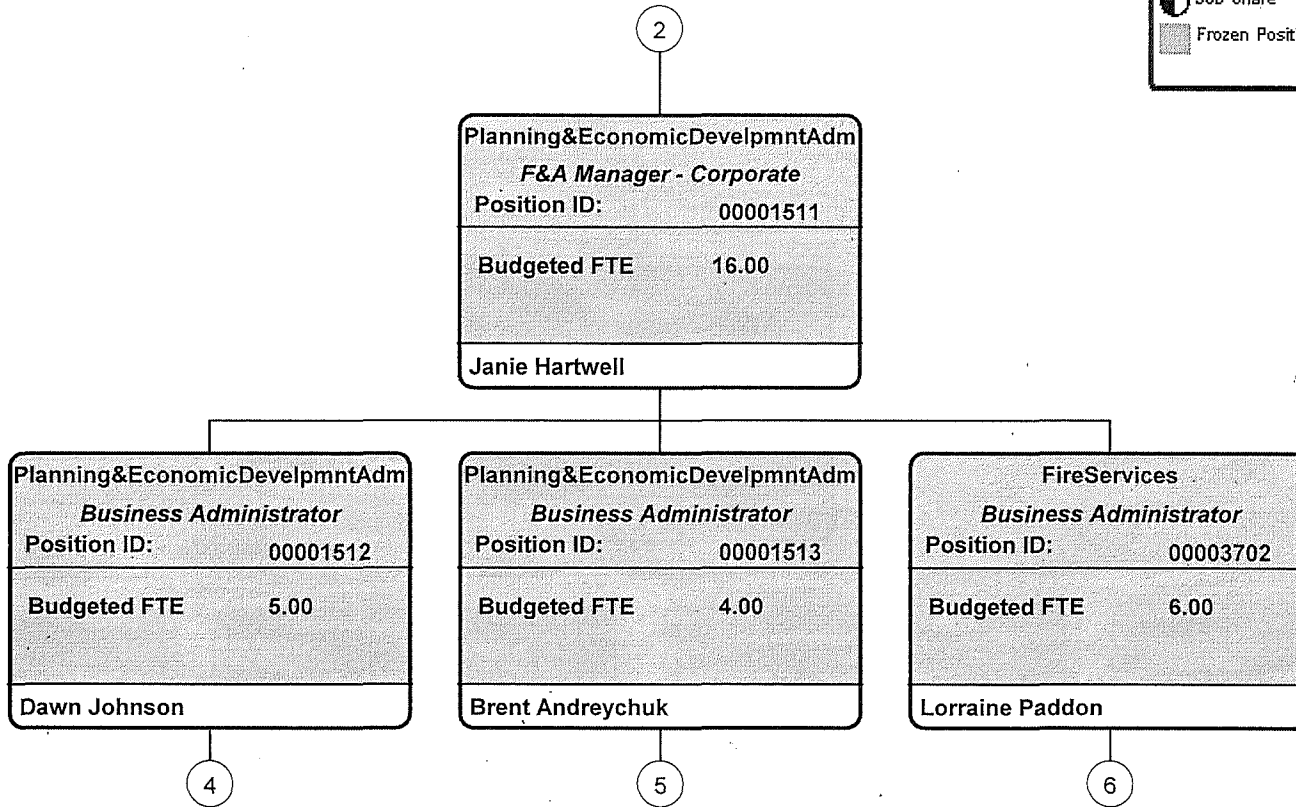 Frozen Posit
2
Planning&EconomicDevelpmntAdm
F&A Manager - Corporate
Position ID: 00001511
Budgeted FTE 16.00
Janie Hartwell
Planning&EconomicDevelpmntAdm
Business Administrator
Position ID: 00001512
Budgeted FTE 5.00
Dawn Johnson
4
Planning&EconomicDevelpmntAdm
Business Administrator
Position ID: 00001513
Budgeted FTE 4.00
Brent Andreychuk
5
FireServices
Business Administrator
Position ID: 00003702
Budgeted FTE 6.00
Lorraine Paddon
6